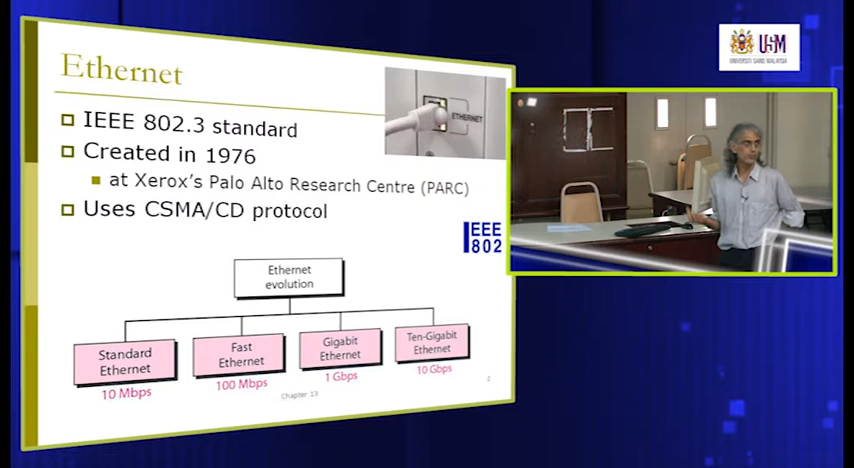 Ethernet
IEEE 802.3 standard
Created in 1976
at Xerox's Palo Alto Research Centre (PARC)
Uses CSMA/CD protocol
ETHERNET
IEEE
802
Ethernet
evolution
Standard
Ethernet
10 Mbps
Fast
Ethernet
100 Mbps
Gigabit
Ethernet
1 Gbps
Ten-Gigabit
Ethernet
10 Gbps
Chapter 13
2
USM
UNIVERSITI SAINS MALAYSIA